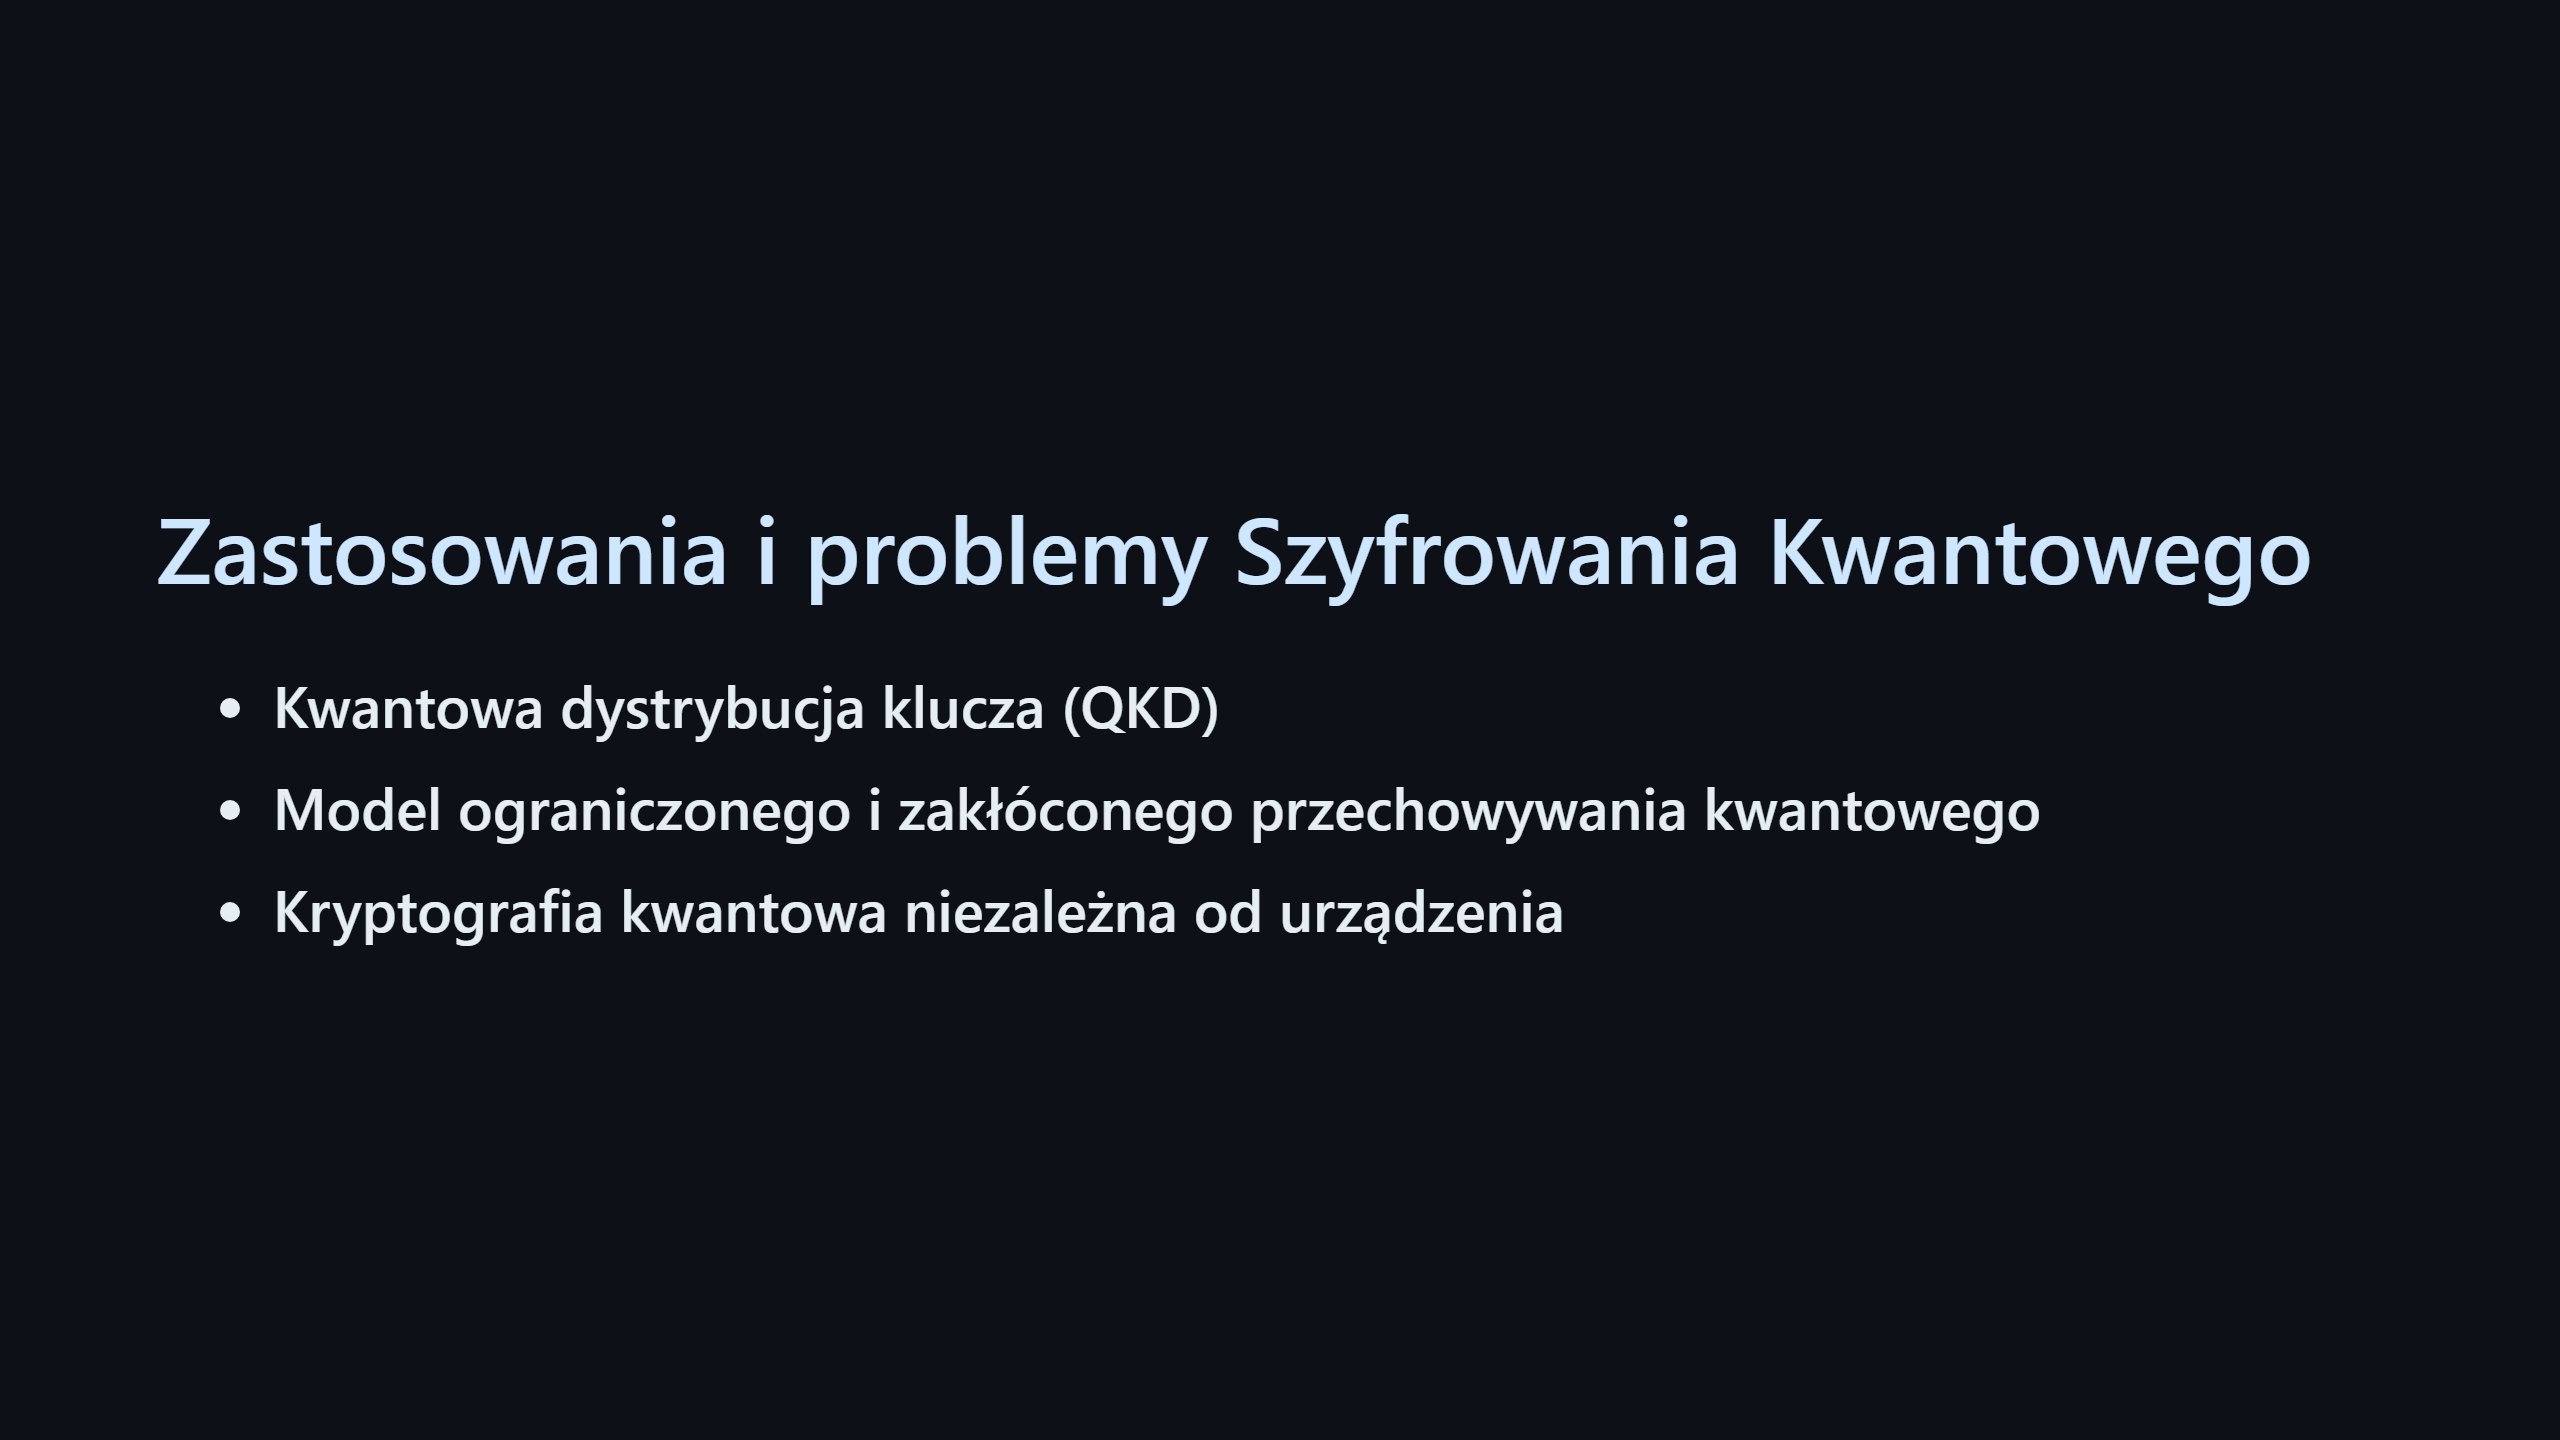 Zastosowania i problemy Szyfrowania Kwantowego
• Kwantowa dystrybucja klucza (QKD)
• Model ograniczonego i zakłóconego przechowywania kwantowego
• Kryptografia kwantowa niezależna od urządzenia